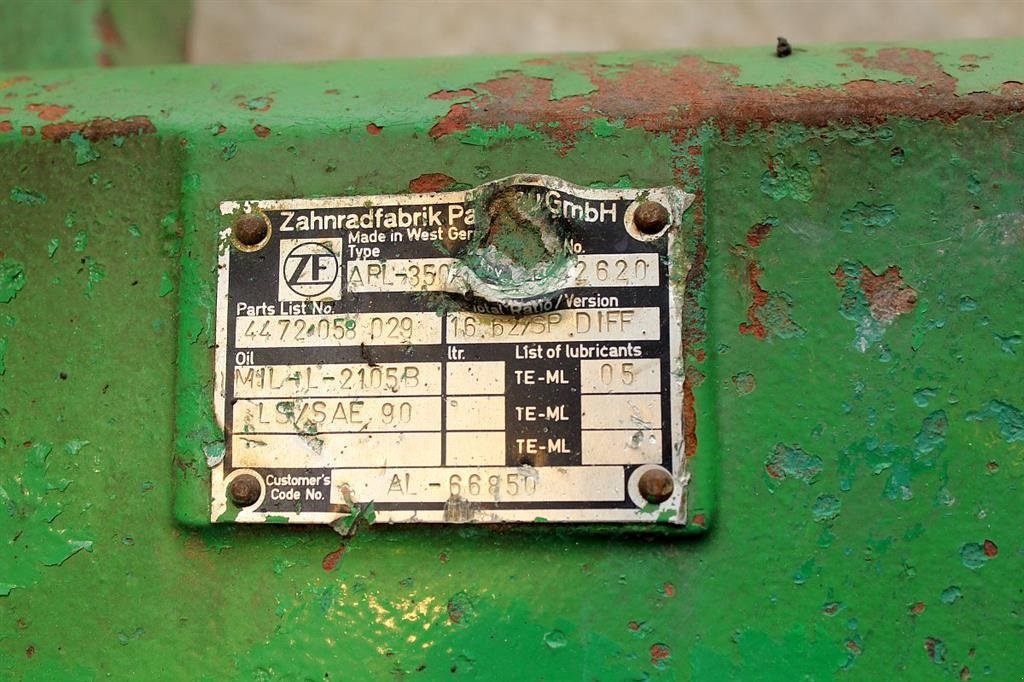 Zahnradfabrik GmbH
Made in West
Type No.
ZF APL-350 2620
Total Ratio/Version
Parts List No.
4472 058 029 16.62/SP.DIFF
Oil ltr. List of lubricants
MIL-L-2105B TE-ML 05
LS/SAE 90 TE-ML
TE-ML
Customer's
Code No. AL-66850